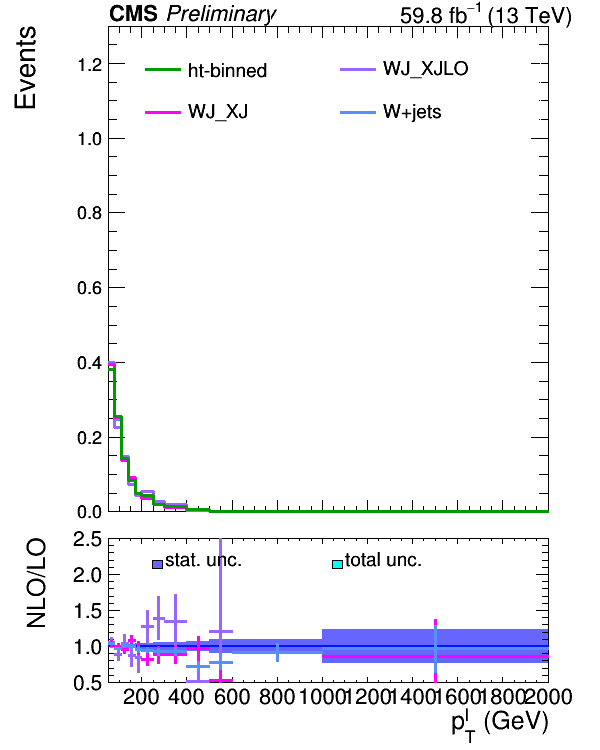 CMS Preliminary 59.8 fb⁻¹ (13 TeV)
Events
ht-binned WJ_XJLO
WJ_XJ W+jets
1.2
1.0
0.8
0.6
0.4
0.2
0.0
NLO/LO
stat. unc. total unc.
2.5
2.0
1.5
1.0
0.5
200 400 600 800 1000 1200 1400 1600 1800 2000
p_T^l (GeV)